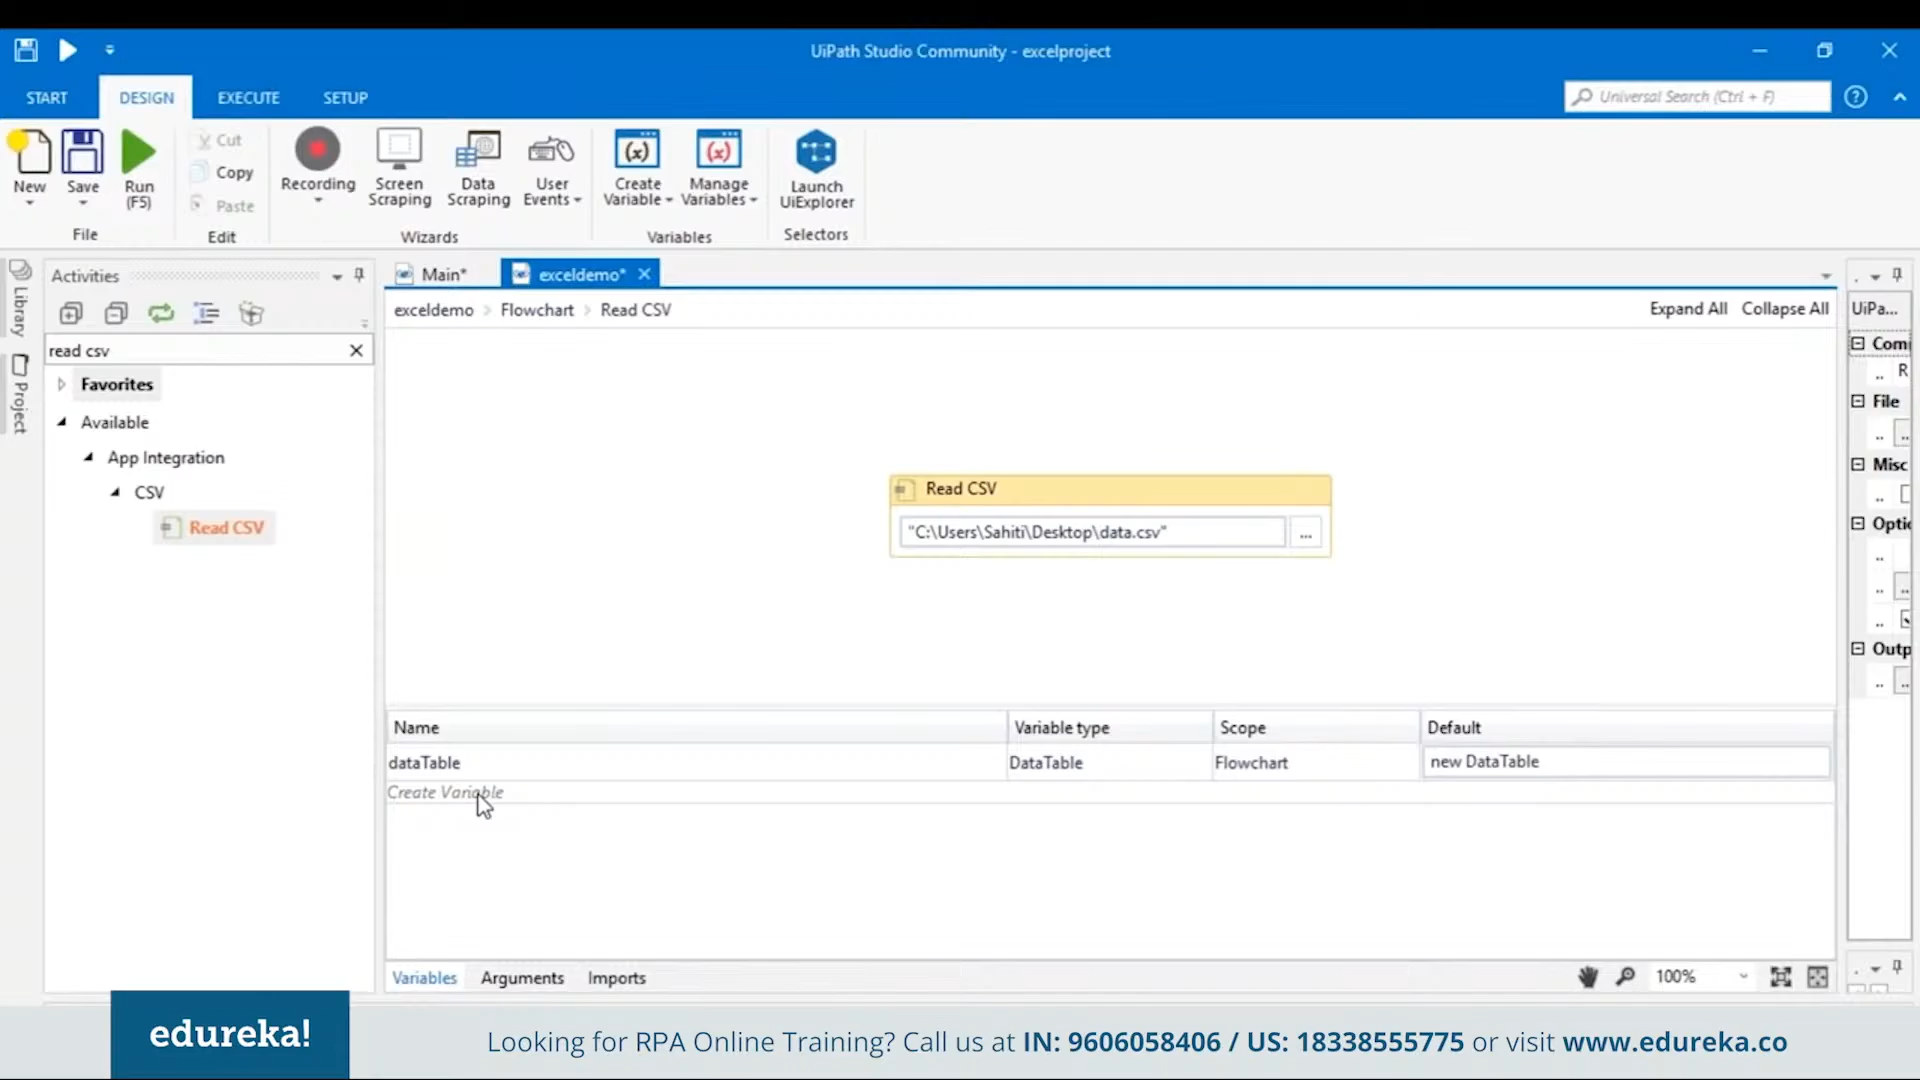 UiPath Studio Community - excelproject
START DESIGN EXECUTE SETUP
Universal Search (Ctrl + F)
New
Save
Run
(F5)
File
Cut
Copy
Paste
Edit
Recording
Screen
Scraping
Data
Scraping
User
Events
Wizards
Create
Variable
Manage
Variables
Variables
Launch
UiExplorer
Selectors
Library
Project
Activities
read csv
Favorites
Available
App Integration
CSV
Read CSV
Main*
exceldemo*
exceldemo > Flowchart > Read CSV
Expand All Collapse All
Read CSV
"C:\Users\Sahiti\Desktop\data.csv"
...
Name Variable type Scope Default
dataTable DataTable Flowchart new DataTable
Create Variable
Variables Arguments Imports
100%
UiPa...
Com
R
File
Misc
Optio
Outp
edureka!
Looking for RPA Online Training? Call us at IN: 9606058406 / US: 18338555775 or visit www.edureka.co